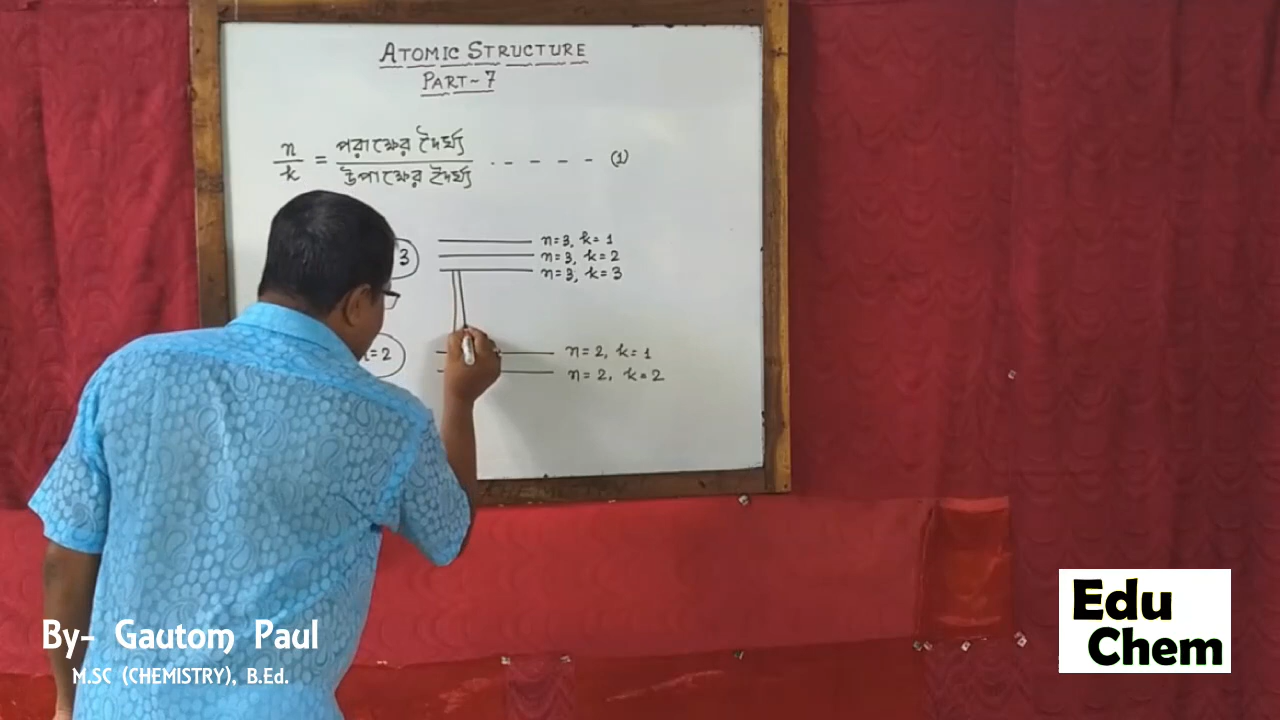 ATOMIC STRUCTURE
PART-7
n/k = পরাক্ষের দৈর্ঘ্য / উপাক্ষের দৈর্ঘ্য . - - - - - (1)
3
n=3, k=1
n=3, k=2
n=3, k=3
=2
n=2, k=1
n=2, k=2
By- Gautom Paul
M.SC (CHEMISTRY), B.Ed.
Edu
Chem